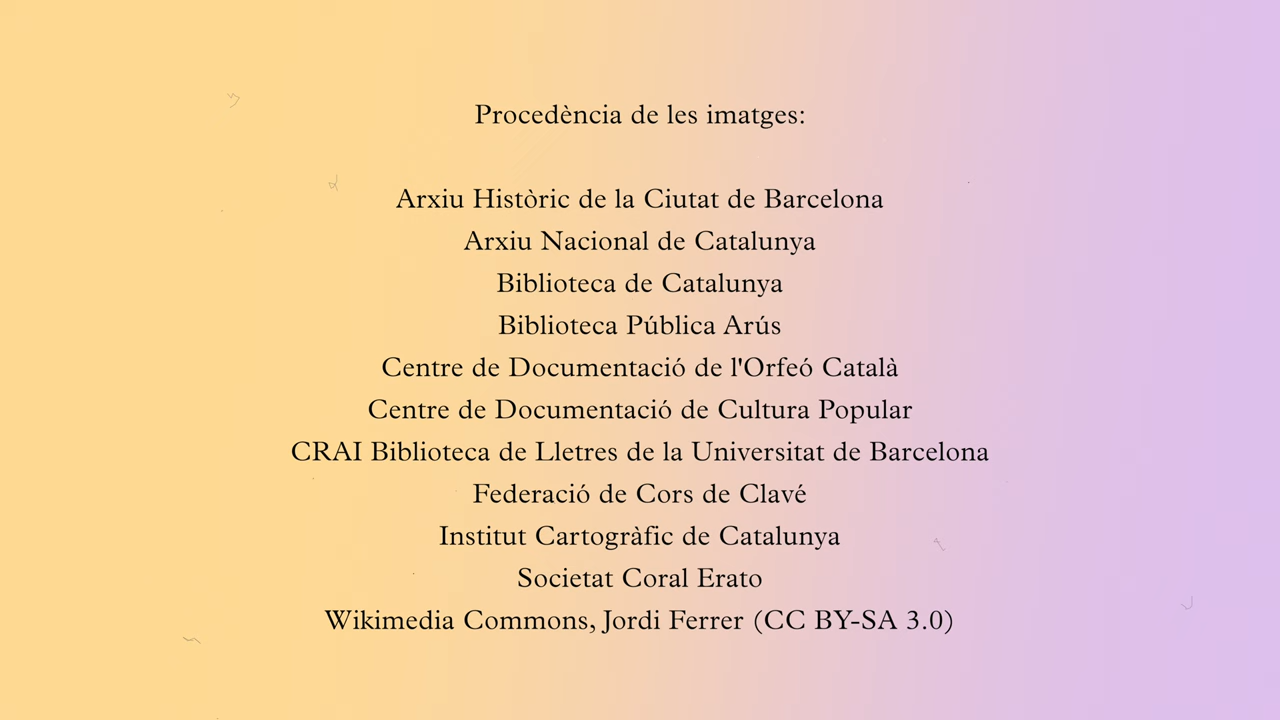 Procedència de les imatges:
Arxiu Històric de la Ciutat de Barcelona
Arxiu Nacional de Catalunya
Biblioteca de Catalunya
Biblioteca Pública Arús
Centre de Documentació de l'Orfeó Català
Centre de Documentació de Cultura Popular
CRAI Biblioteca de Lletres de la Universitat de Barcelona
Federació de Cors de Clavé
Institut Cartogràfic de Catalunya
Societat Coral Erato
Wikimedia Commons, Jordi Ferrer (CC BY-SA 3.0)